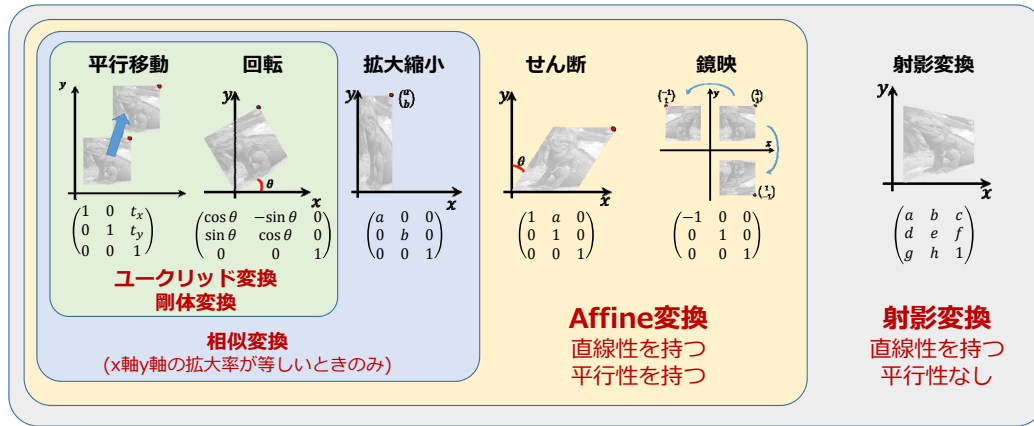 平行移動
y
x
(1 0 t_x
0 1 t_y
0 0 1)
回転
y
θ
x
(cos θ −sin θ 0
sin θ cos θ 0
0 0 1)
ユークリッド変換
剛体変換
拡大縮小
y
(a
b)
x
(a 0 0
0 b 0
0 0 1)
相似変換
(x軸y軸の拡大率が等しいときのみ)
せん断
y
θ
x
(1 a 0
0 1 0
0 0 1)
鏡映
(−1
1)
y
(1
1)
x
(1
−1)
(−1 0 0
0 1 0
0 0 1)
Affine変換
直線性を持つ
平行性を持つ
射影変換
y
x
(a b c
d e f
g h 1)
射影変換
直線性を持つ
平行性なし